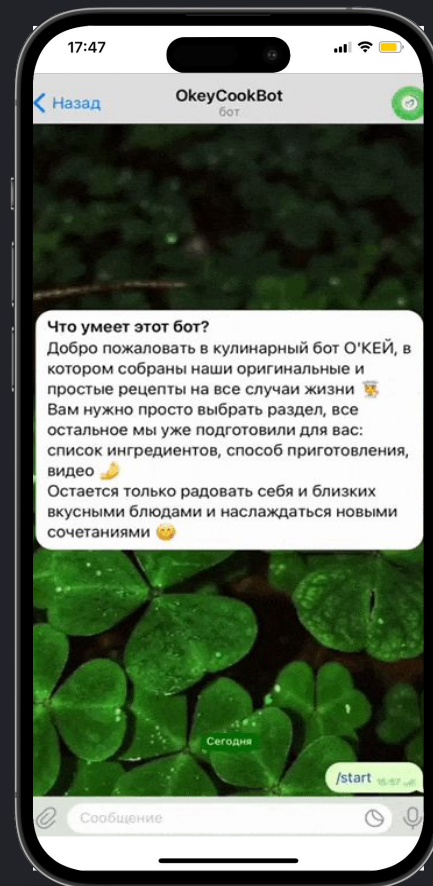 17:47
Назад
OkeyCookBot
бот
Что умеет этот бот?
Добро пожаловать в кулинарный бот О'КЕЙ, в
котором собраны наши оригинальные и
простые рецепты на все случаи жизни 👨‍🍳
Вам нужно просто выбрать раздел, все
остальное мы уже подготовили для вас:
список ингредиентов, способ приготовления,
видео 🤌
Остается только радовать себя и близких
вкусными блюдами и наслаждаться новыми
сочетаниями 😋
Сегодня
/start 15:57
Сообщение